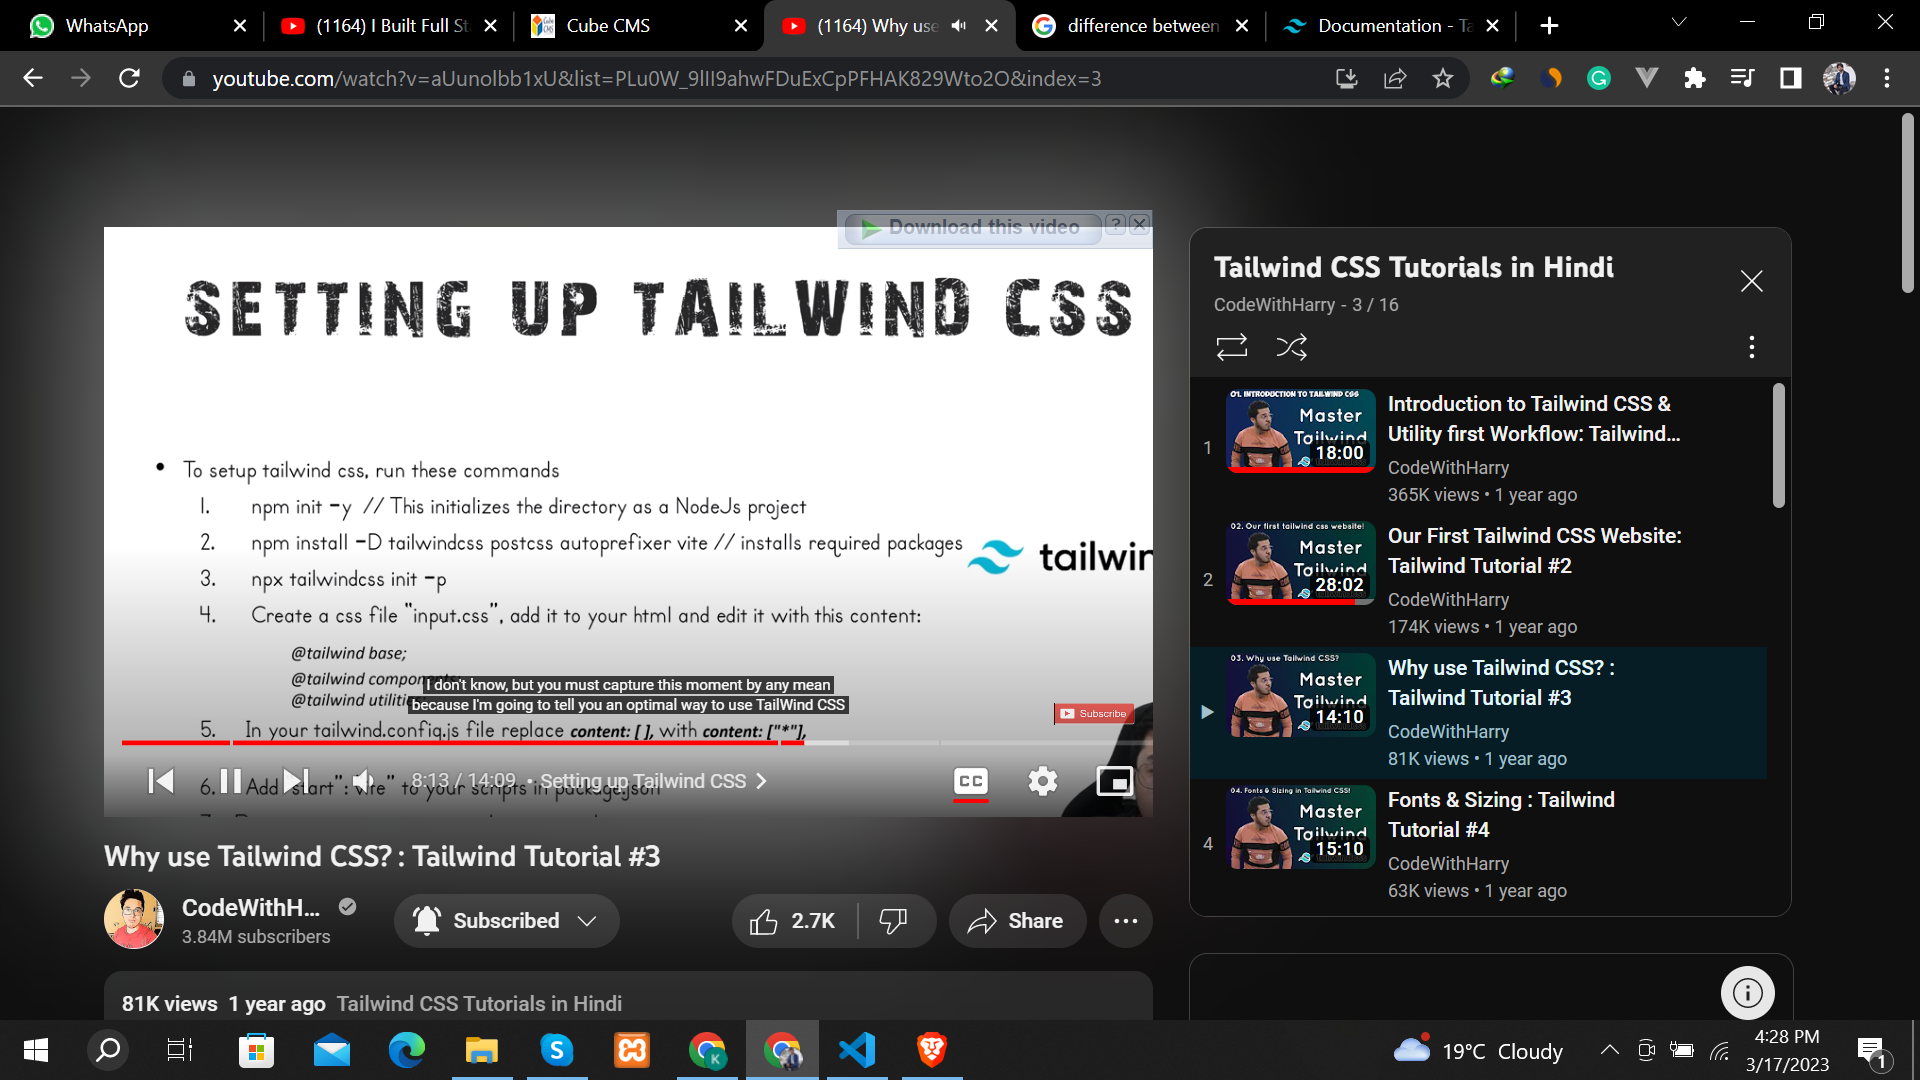 WhatsApp
(1164) I Built Full St
Cube CMS
(1164) Why use
difference between
Documentation - Ta
youtube.com/watch?v=aUunolbb1xU&list=PLu0W_9lII9ahwFDuExCpPFHAK829Wto2O&index=3
Download this video
?
SETTING UP TAILWIND CSS
• To setup tailwind css, run these commands
1. npm init -y // This initializes the directory as a NodeJs project
2. npm install -D tailwindcss postcss autoprefixer vite // installs required packages
tailwin
3. npx tailwindcss init -p
4. Create a css file "input.css", add it to your html and edit it with this content:
@tailwind base;
@tailwind compon
@tailwind utilitie
I don't know, but you must capture this moment by any mean
because I'm going to tell you an optimal way to use TailWind CSS
Subscribe
5. In your tailwind.config.js file replace content: [ ], with content: ["*"],
6. Add "start": "vite" to your scripts in package.json
8:13 / 14:09 • Setting up Tailwind CSS
CC
Why use Tailwind CSS? : Tailwind Tutorial #3
CodeWithH...
3.84M subscribers
Subscribed
2.7K
Share
81K views 1 year ago Tailwind CSS Tutorials in Hindi
Tailwind CSS Tutorials in Hindi
CodeWithHarry - 3 / 16
1
01. INTRODUCTION TO TAILWIND CSS
Master
Tailwind
18:00
Introduction to Tailwind CSS &
Utility first Workflow: Tailwind...
CodeWithHarry
365K views • 1 year ago
2
02. Our first tailwind css website!
Master
Tailwind
28:02
Our First Tailwind CSS Website:
Tailwind Tutorial #2
CodeWithHarry
174K views • 1 year ago
03. Why use Tailwind CSS?
Master
Tailwind
14:10
Why use Tailwind CSS? :
Tailwind Tutorial #3
CodeWithHarry
81K views • 1 year ago
4
04. Fonts & Sizing in Tailwind CSS!
Master
Tailwind
15:10
Fonts & Sizing : Tailwind
Tutorial #4
CodeWithHarry
63K views • 1 year ago
K
19°C Cloudy
4:28 PM
3/17/2023
1